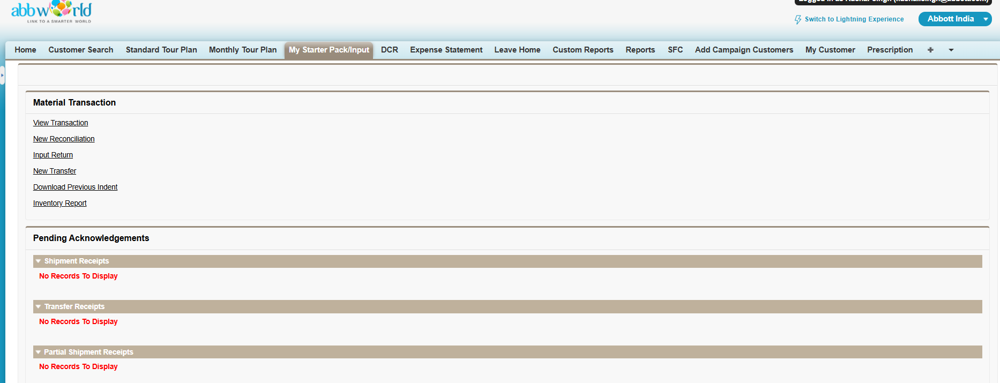 abbworld
LINK TO A SMARTER WORLD
Switch to Lightning Experience
Abbott India
Home Customer Search Standard Tour Plan Monthly Tour Plan My Starter Pack/Input DCR Expense Statement Leave Home Custom Reports Reports SFC Add Campaign Customers My Customer Prescription +
Material Transaction
View Transaction
New Reconciliation
Input Return
New Transfer
Download Previous Indent
Inventory Report
Pending Acknowledgements
Shipment Receipts
No Records To Display
Transfer Receipts
No Records To Display
Partial Shipment Receipts
No Records To Display